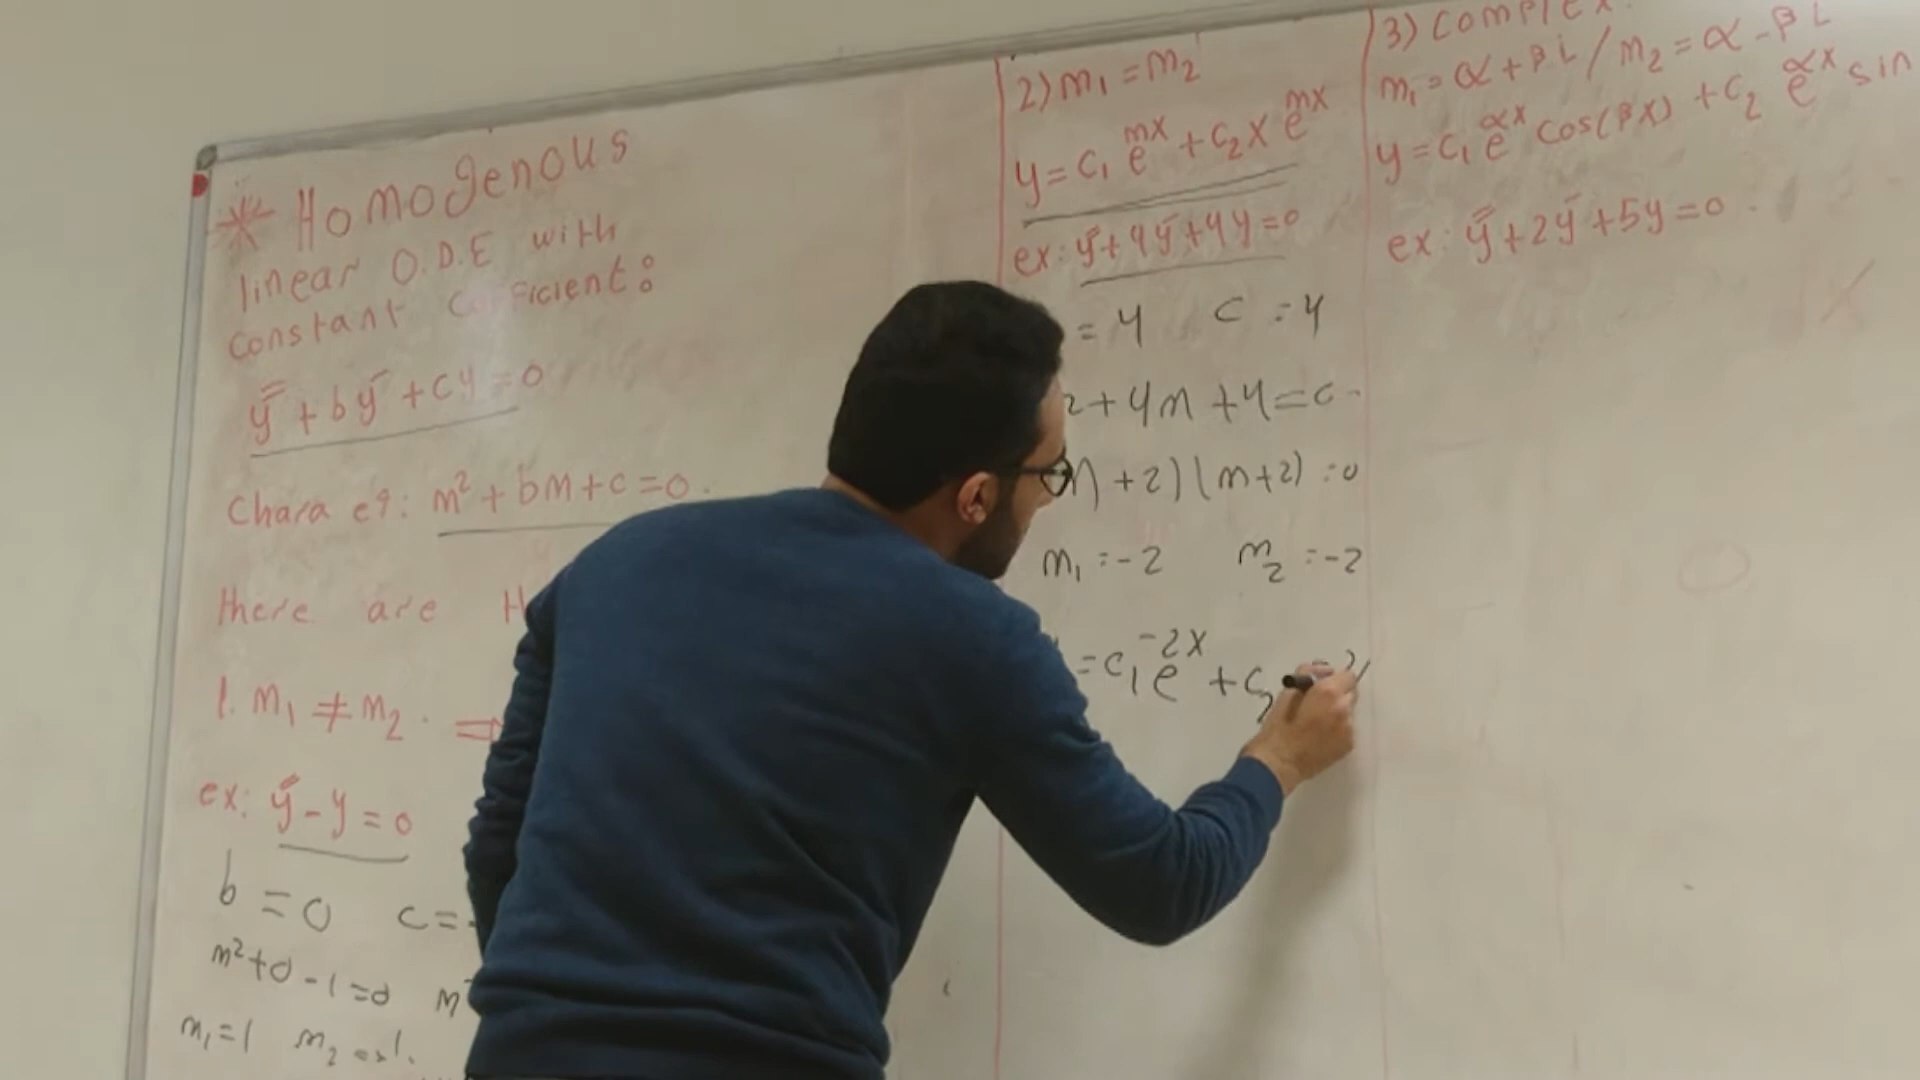 * Homogenous
linear O.D.E with
constant c fficient:
y̿ + by̅ + cy = 0
Chara eq: m² + bm + c = 0.
there are
1. m₁ ≠ m₂. ⇒
ex: y̿ - y = 0
b = 0 c =
m² + 0 - 1 = 0 m
m₁ = 1 m₂
2) m₁ = m₂
y = c₁ e^mx + c₂ x e^mx
ex: y̿ + 4y̅ + 4y = 0
= 4 c = 4
2 + 4m + 4 = 0
m + 2)(m + 2) = 0
m₁ = -2 m₂ = -2
= c₁ e^-2x + c₂
3) complex.
m₁ = α + βi / m₂ = α - βi
y = c₁ e^αx cos(βx) + c₂ e^αx sin
ex: y̿ + 2y̅ + 5y = 0.